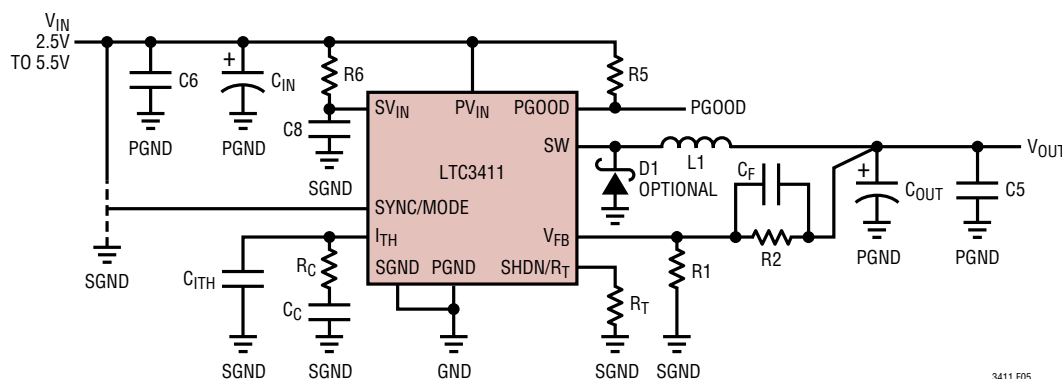 VIN
2.5V
TO 5.5V
C6
CIN
+
R6
R5
SVIN
PVIN
PGOOD
PGOOD
C8
PGND
PGND
SGND
SW
L1
VOUT
LTC3411
D1
OPTIONAL
CF
+
COUT
C5
SYNC/MODE
ITH
VFB
R2
PGND
PGND
SGND
CITH
RC
SGND
PGND
SHDN/RT
R1
CC
RT
SGND
SGND
GND
SGND
SGND
3411 F05